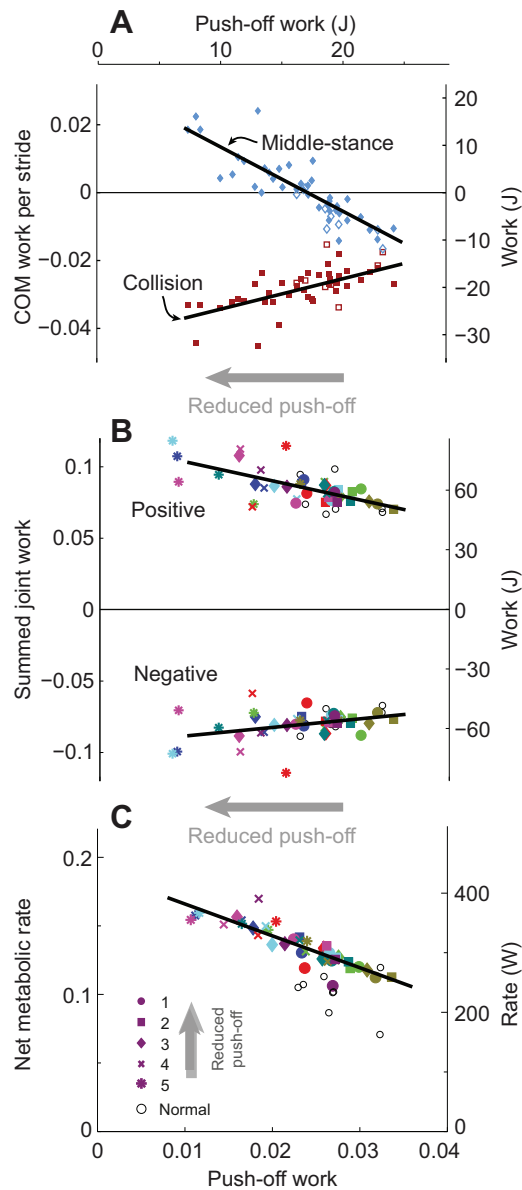 A
Push-off work (J)
0 10 20
0.02
0
−0.02
−0.04
COM work per stride
Middle-stance
Collision
20
10
0
−10
−20
−30
Work (J)
Reduced push-off
B
0.1
0.05
0
−0.05
−0.1
Summed joint work
Positive
Negative
60
0
−60
Work (J)
Reduced push-off
C
0.2
0.1
0
Net metabolic rate
400
200
0
Rate (W)
1
2
3
4
5
Normal
Reduced
push-off
0 0.01 0.02 0.03 0.04
Push-off work